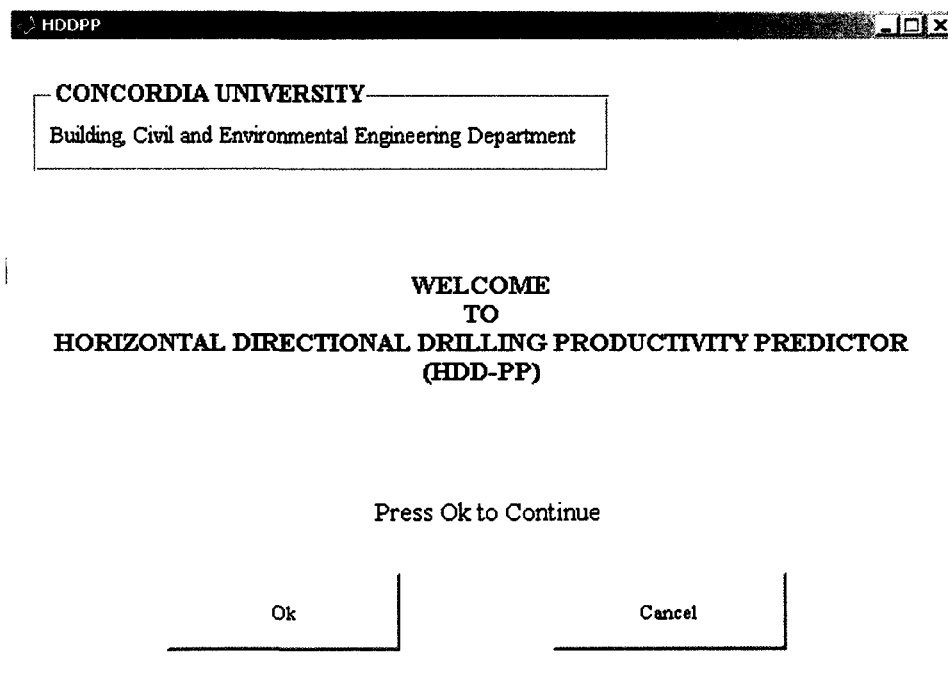 HDDPP
CONCORDIA UNIVERSITY
Building, Civil and Environmental Engineering Department
WELCOME
TO
HORIZONTAL DIRECTIONAL DRILLING PRODUCTIVITY PREDICTOR
(HDD-PP)
Press Ok to Continue
Ok
Cancel